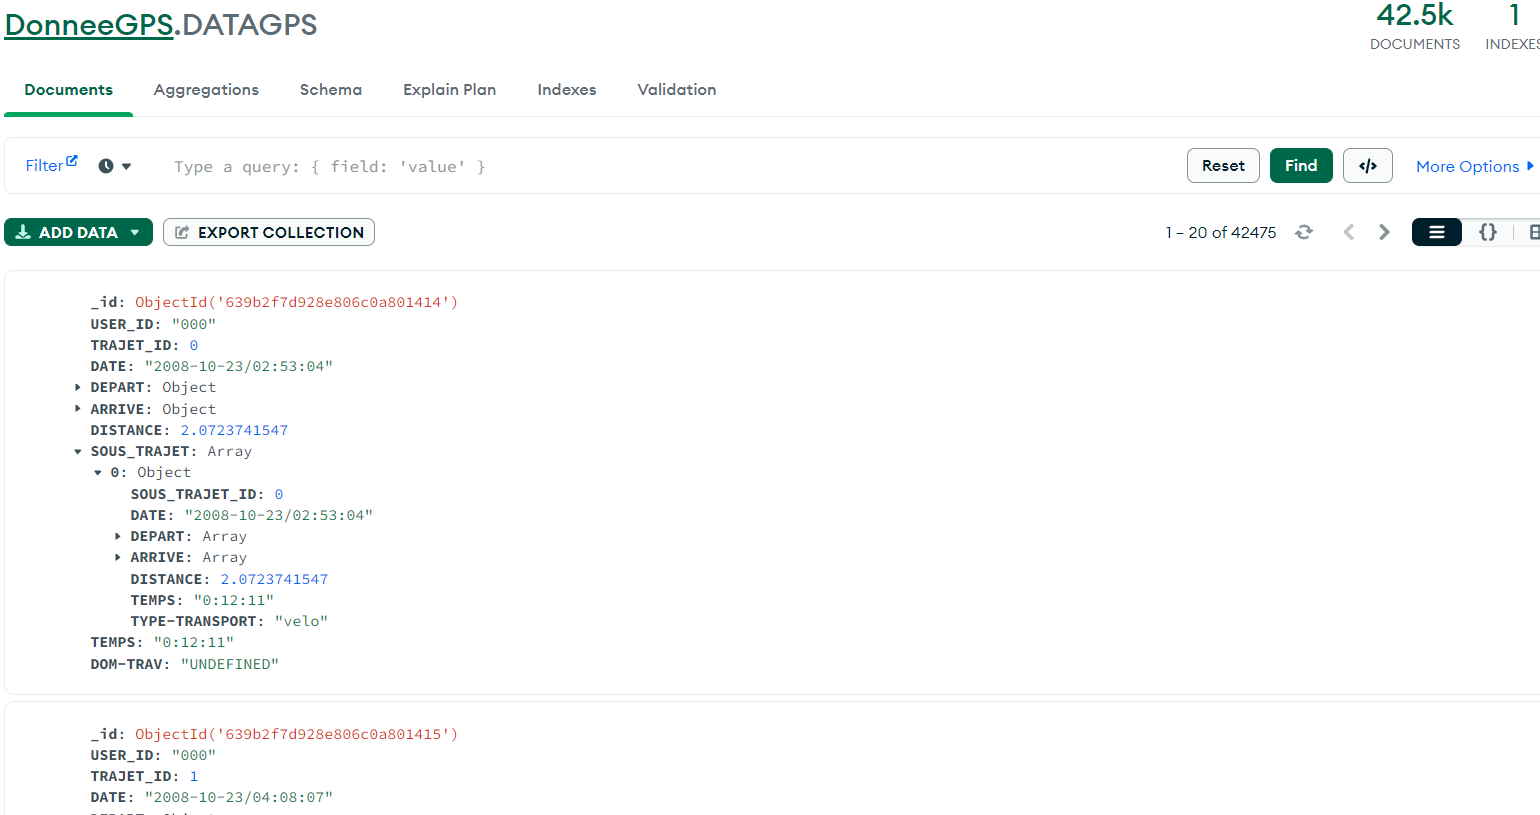 DonneeGPS.DATAGPS
42.5k 1
DOCUMENTS INDEXES
Documents Aggregations Schema Explain Plan Indexes Validation
Filter Type a query: { field: 'value' } Reset Find </> More Options
ADD DATA EXPORT COLLECTION 1 – 20 of 42475 {}
_id: ObjectId('639b2f7d928e806c0a801414')
USER_ID: "000"
TRAJET_ID: 0
DATE: "2008-10-23/02:53:04"
DEPART: Object
ARRIVE: Object
DISTANCE: 2.0723741547
SOUS_TRAJET: Array
0: Object
SOUS_TRAJET_ID: 0
DATE: "2008-10-23/02:53:04"
DEPART: Array
ARRIVE: Array
DISTANCE: 2.0723741547
TEMPS: "0:12:11"
TYPE-TRANSPORT: "velo"
TEMPS: "0:12:11"
DOM-TRAV: "UNDEFINED"
_id: ObjectId('639b2f7d928e806c0a801415')
USER_ID: "000"
TRAJET_ID: 1
DATE: "2008-10-23/04:08:07"